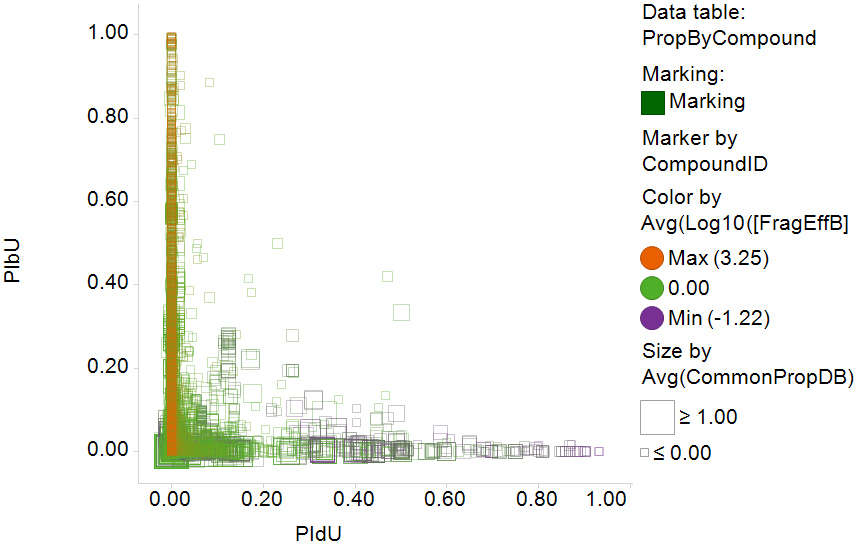 1.00
0.80
0.60
0.40
0.20
0.00
PIbU
0.00 0.20 0.40 0.60 0.80 1.00
PIdU
Data table:
PropByCompound
Marking:
Marking
Marker by
CompoundID
Color by
Avg(Log10([FragEffB]
Max (3.25)
0.00
Min (-1.22)
Size by
Avg(CommonPropDB)
≥ 1.00
≤ 0.00